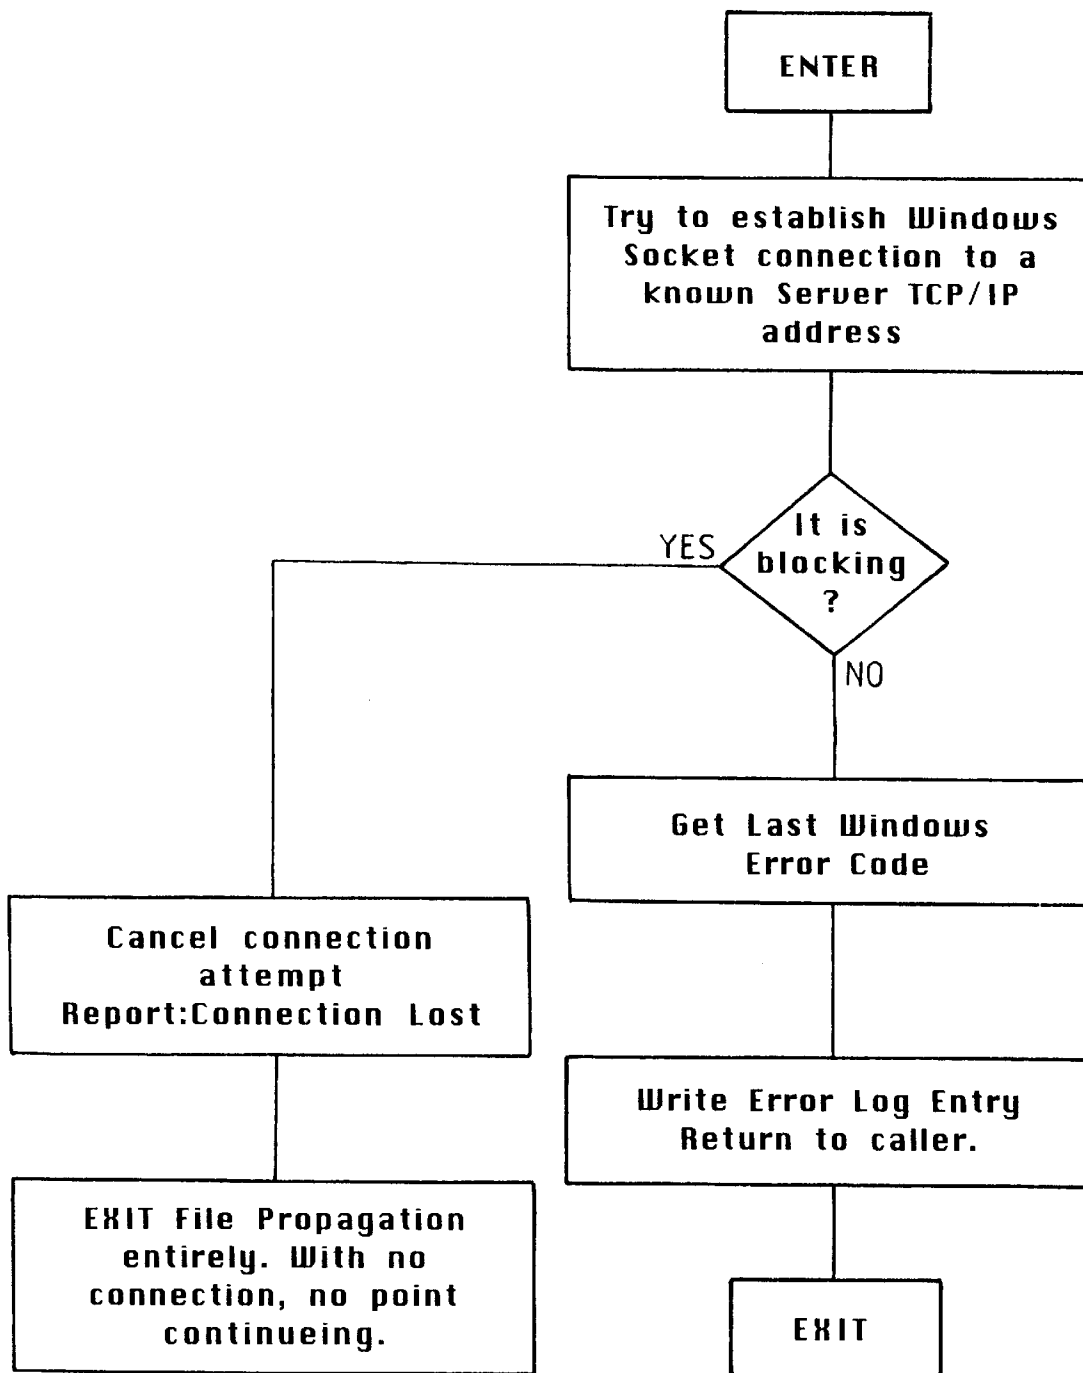 ENTER
Try to establish Windows
Socket connection to a
known Server TCP/IP
address
It is
blocking
?
YES
NO
Get Last Windows
Error Code
Cancel connection
attempt
Report:Connection Lost
Write Error Log Entry
Return to caller.
EXIT File Propagation
entirely. With no
connection, no point
continueing.
EXIT